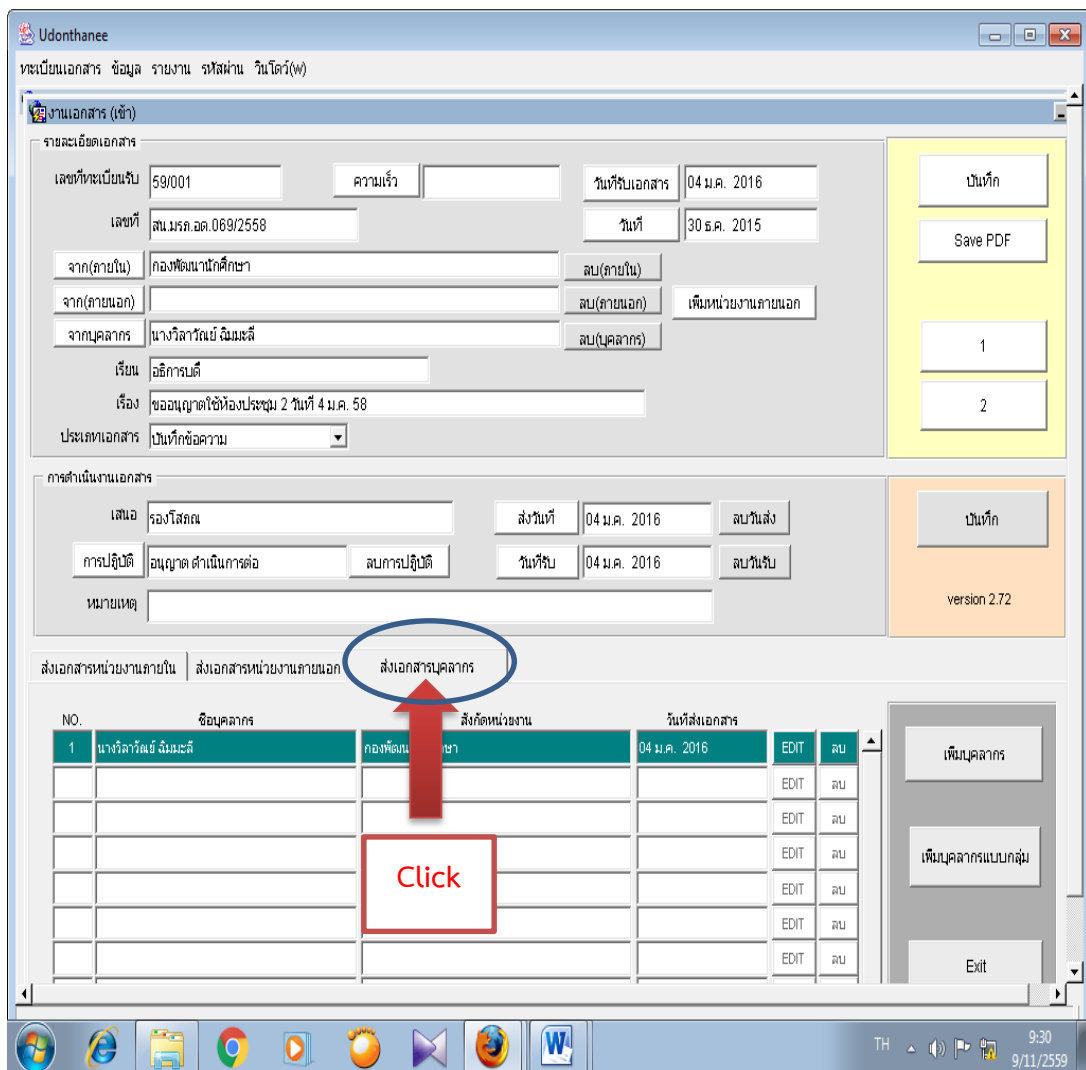 Udonthanee
ทะเบียนเอกสาร ข้อมูล รายงาน รหัสผ่าน วินโดว์(w)
งานเอกสาร (เข้า)
รายละเอียดเอกสาร
เลขที่ทะเบียนรับ 59/001 ความเร็ว วันที่รับเอกสาร 04 ม.ค. 2016 บันทึก
เลขที่ สน.มรภ.อด.069/2558 วันที่ 30 ธ.ค. 2015 Save PDF
จาก(ภายใน) กองพัฒนานักศึกษา ลบ(ภายใน)
จาก(ภายนอก) ลบ(ภายนอก) เพิ่มหน่วยงานภายนอก
จากบุคลากร นางวิลาวัณย์ ฉิมมะลี ลบ(บุคลากร) 1
เรียน อธิการบดี
เรื่อง ขออนุญาตใช้ห้องประชุม 2 วันที่ 4 ม.ค. 58 2
ประเภทเอกสาร บันทึกข้อความ
การดำเนินงานเอกสาร
เสนอ รองโสภณ ส่งวันที่ 04 ม.ค. 2016 ลบวันส่ง บันทึก
การปฏิบัติ อนุญาต ดำเนินการต่อ ลบการปฏิบัติ วันที่รับ 04 ม.ค. 2016 ลบวันรับ
หมายเหตุ version 2.72
ส่งเอกสารหน่วยงานภายใน ส่งเอกสารหน่วยงานภายนอก ส่งเอกสารบุคลากร
NO. ชื่อบุคลากร สังกัดหน่วยงาน วันที่ส่งเอกสาร
1 นางวิลาวัณย์ ฉิมมะลี กองพัฒน ษา 04 ม.ค. 2016 EDIT ลบ เพิ่มบุคลากร
EDIT ลบ
EDIT ลบ
EDIT ลบ เพิ่มบุคลากรแบบกลุ่ม
Click
EDIT ลบ
EDIT ลบ
EDIT ลบ Exit
TH 9:30
9/11/2559